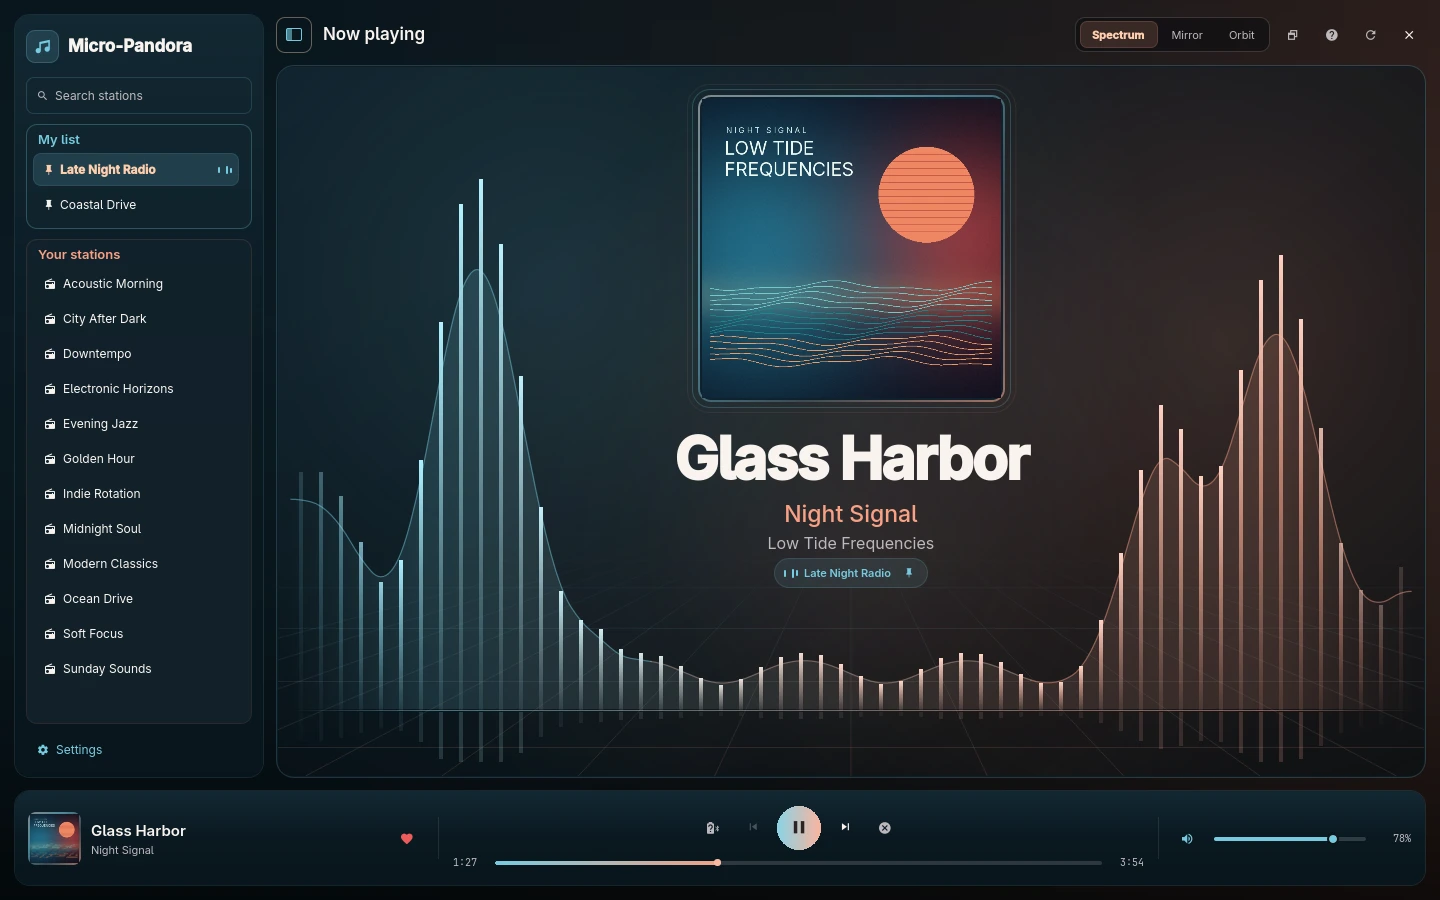 Micro-Pandora
Search stations
My list
Late Night Radio
Coastal Drive
Your stations
Acoustic Morning
City After Dark
Downtempo
Electronic Horizons
Evening Jazz
Golden Hour
Indie Rotation
Midnight Soul
Modern Classics
Ocean Drive
Soft Focus
Sunday Sounds
Settings
Now playing
Spectrum Mirror Orbit
NIGHT SIGNAL
LOW TIDE
FREQUENCIES
Glass Harbor
Night Signal
Low Tide Frequencies
Late Night Radio
Glass Harbor
Night Signal
1:27
3:54
78%